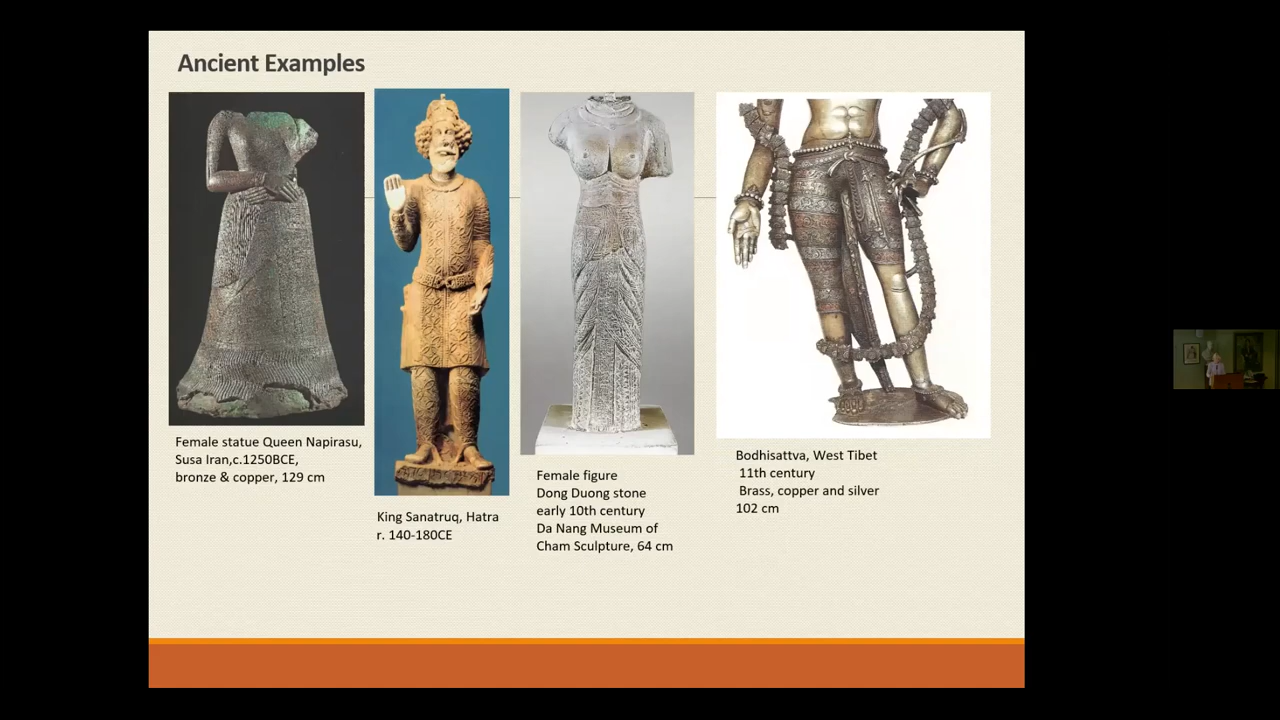 Ancient Examples
Female statue Queen Napirasu,
Susa Iran,c.1250BCE,
bronze & copper, 129 cm
King Sanatruq, Hatra
r. 140-180CE
Female figure
Dong Duong stone
early 10th century
Da Nang Museum of
Cham Sculpture, 64 cm
Bodhisattva, West Tibet
11th century
Brass, copper and silver
102 cm